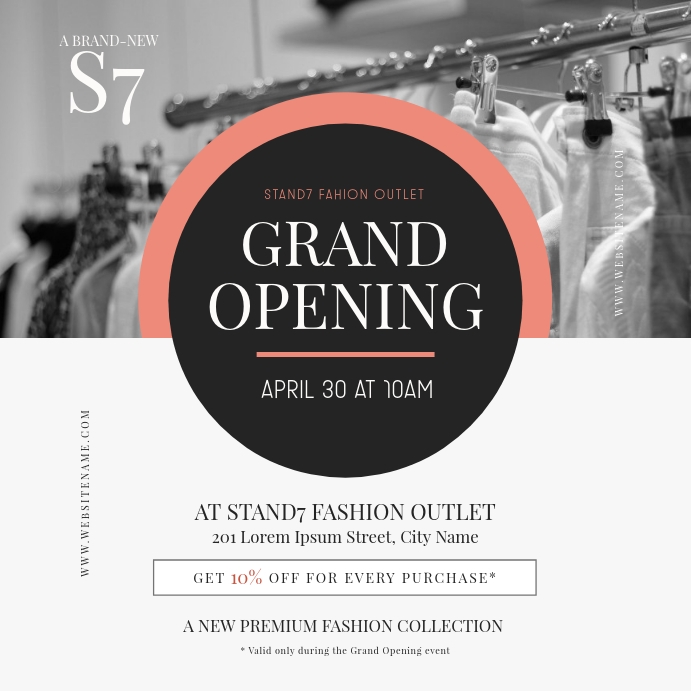 A BRAND-NEW
S7
STAND7 FAHION OUTLET
GRAND
OPENING
APRIL 30 AT 10AM
WWW.WEBSITENAME.COM
WWW.WEBSITENAME.COM
AT STAND7 FASHION OUTLET
201 Lorem Ipsum Street, City Name
GET 10% OFF FOR EVERY PURCHASE*
A NEW PREMIUM FASHION COLLECTION
* Valid only during the Grand Opening event